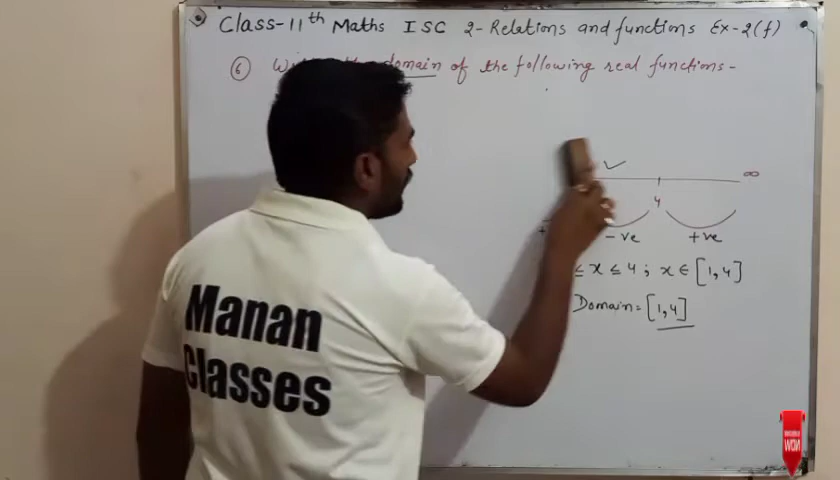 Class-11th Maths ISC 2-Relations and functions Ex-2(f)
6 domain of the following real functions-
✓
∞
4
+ -ve +ve
≤ x ≤ 4 ; x ∈ [1,4]
Domain = [1,4]
Manan
Classes